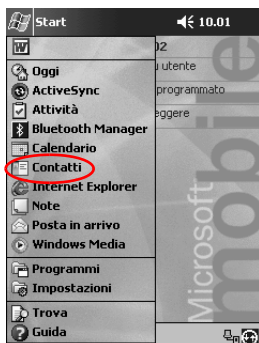 Start 10.01
Oggi
ActiveSync
Attività
Bluetooth Manager
Calendario
Contatti
Internet Explorer
Note
Posta in arrivo
Windows Media
Programmi
Impostazioni
Trova
Guida
02
utente
programmato
eggere
Microsoft
mobile